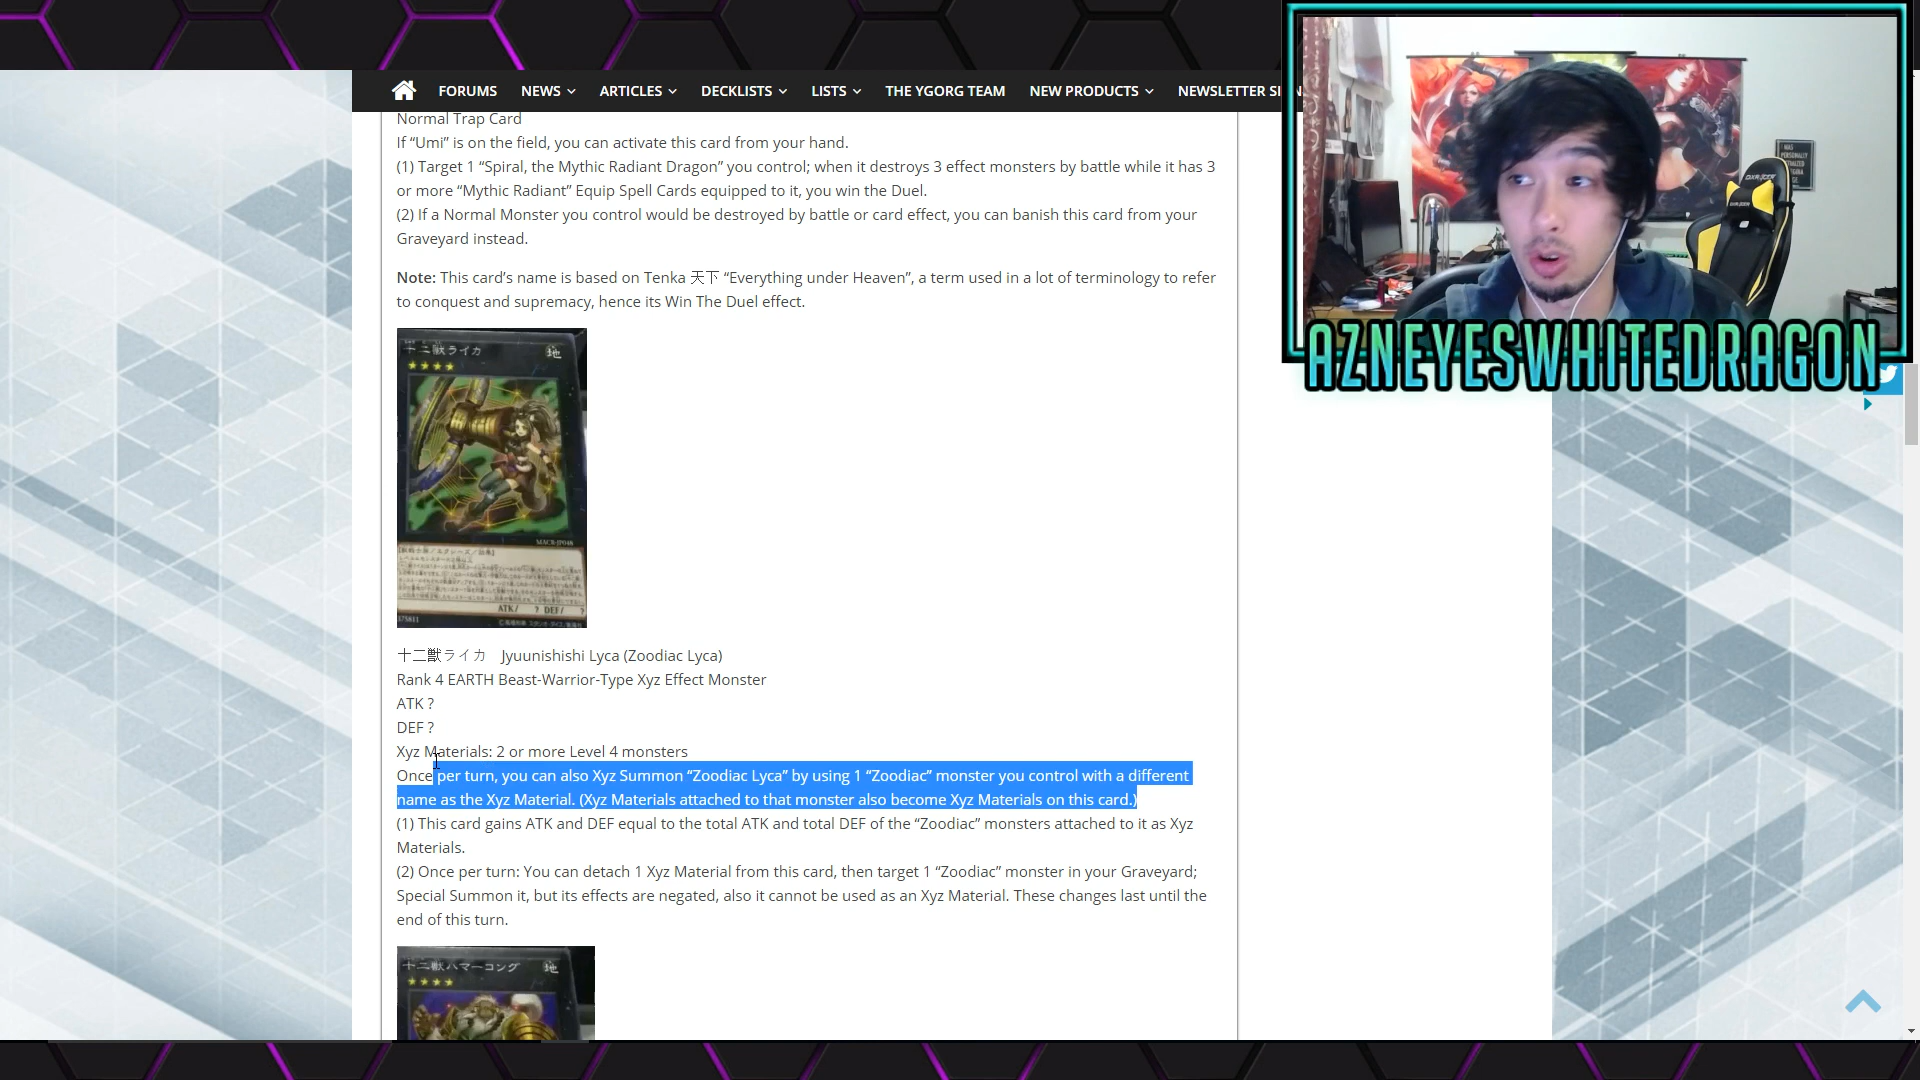 FORUMS NEWS ARTICLES DECKLISTS LISTS THE YGORG TEAM NEW PRODUCTS NEWSLETTER
Normal Trap Card
If “Umi” is on the field, you can activate this card from your hand.
(1) Target 1 “Spiral, the Mythic Radiant Dragon” you control; when it destroys 3 effect monsters by battle while it has 3
or more “Mythic Radiant” Equip Spell Cards equipped to it, you win the Duel.
(2) If a Normal Monster you control would be destroyed by battle or card effect, you can banish this card from your
Graveyard instead.
Note: This card’s name is based on Tenka 天下 “Everything under Heaven”, a term used in a lot of terminology to refer
to conquest and supremacy, hence its Win The Duel effect.
十二獣ライカ
地
MACR-JP048
ATK/ ? DEF/ ?
十二獣ライカ Jyuunishishi Lyca (Zoodiac Lyca)
Rank 4 EARTH Beast-Warrior-Type Xyz Effect Monster
ATK ?
DEF ?
Xyz Materials: 2 or more Level 4 monsters
Once per turn, you can also Xyz Summon “Zoodiac Lyca” by using 1 “Zoodiac” monster you control with a different
name as the Xyz Material. (Xyz Materials attached to that monster also become Xyz Materials on this card.)
(1) This card gains ATK and DEF equal to the total ATK and total DEF of the “Zoodiac” monsters attached to it as Xyz
Materials.
(2) Once per turn: You can detach 1 Xyz Material from this card, then target 1 “Zoodiac” monster in your Graveyard;
Special Summon it, but its effects are negated, also it cannot be used as an Xyz Material. These changes last until the
end of this turn.
十二獣ハマーコング
地
AZNEYESWHITEDRAGON